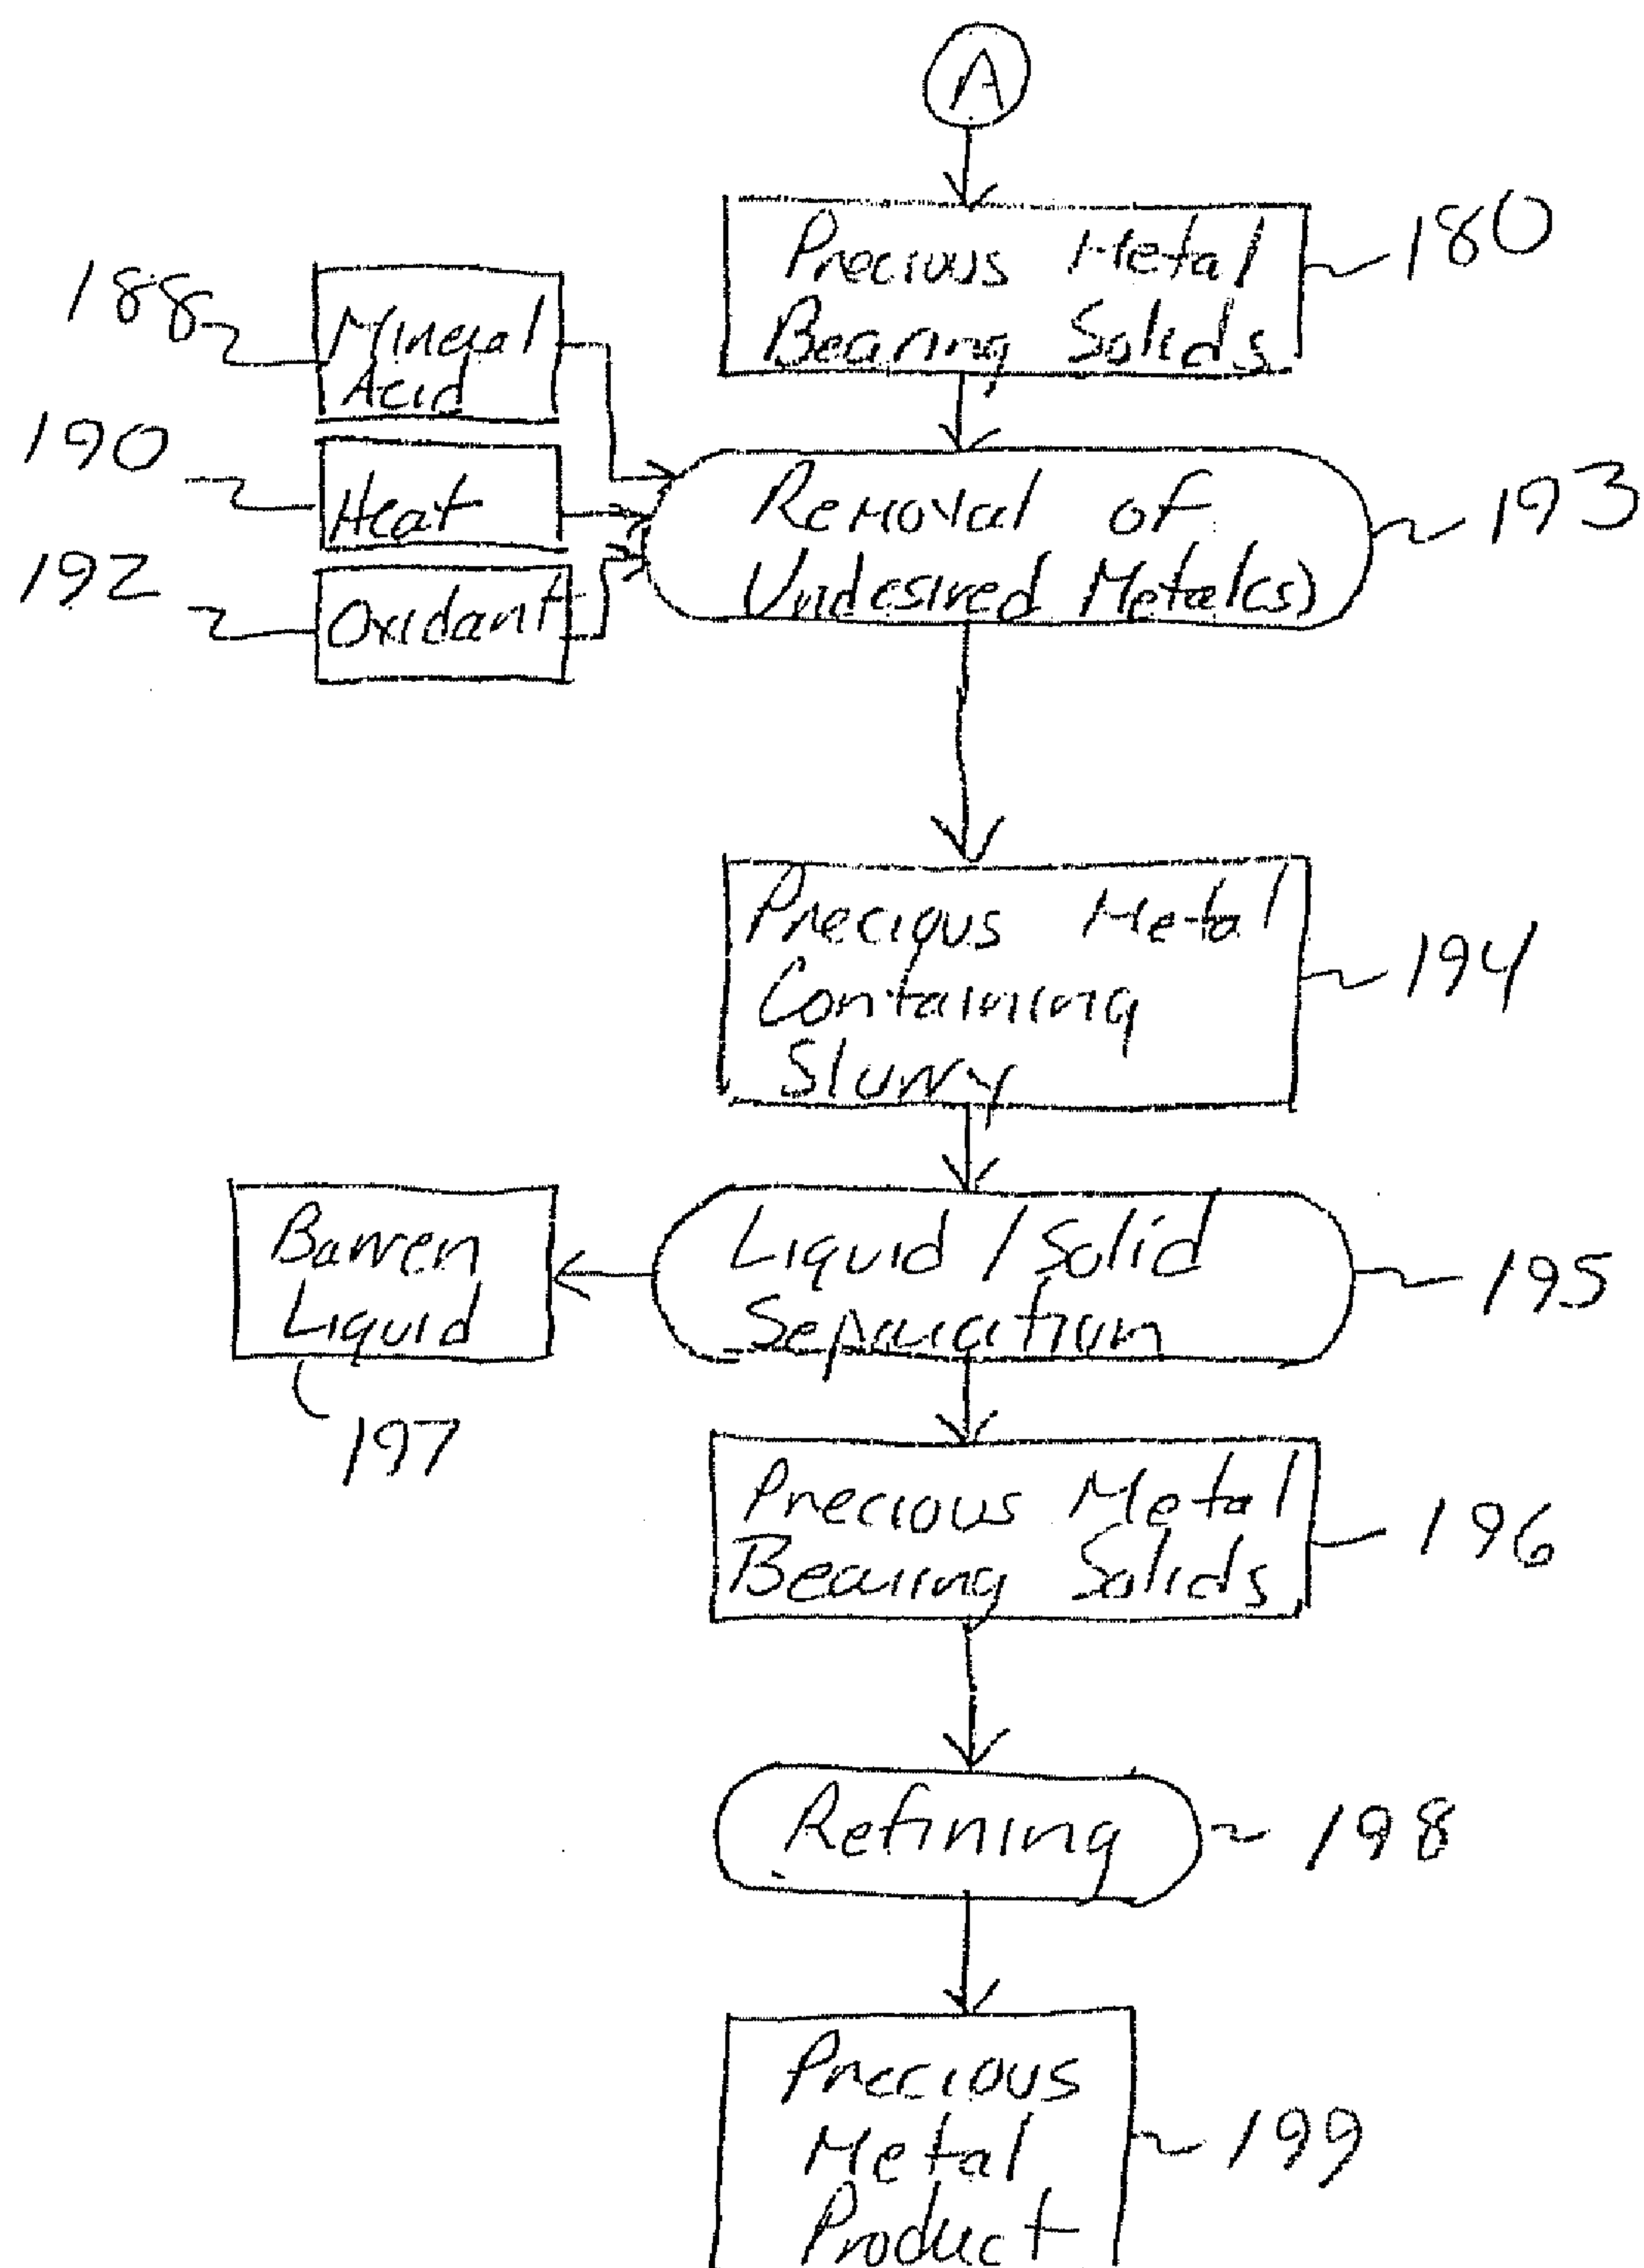 A
Precious Metal
Bearing Solids
180
188
Mineral
Acid
190
Heat
192
Oxidant
Removal of
Undesired Metal(s)
193
Precious Metal
Containing
Slurry
194
Liquid / Solid
Separation
195
Barren
Liquid
197
Precious Metal
Bearing Solids
196
Refining
198
Precious
Metal
Product
199